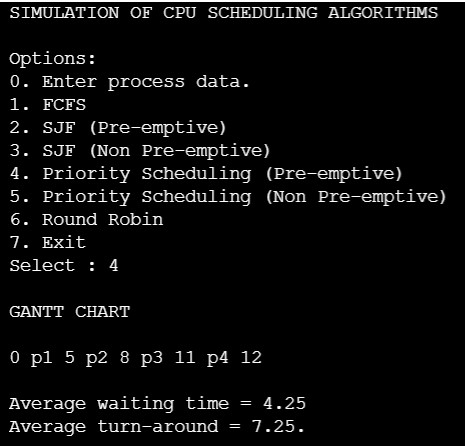 SIMULATION OF CPU SCHEDULING ALGORITHMS
Options:
0. Enter process data.
1. FCFS
2. SJF (Pre-emptive)
3. SJF (Non Pre-emptive)
4. Priority Scheduling (Pre-emptive)
5. Priority Scheduling (Non Pre-emptive)
6. Round Robin
7. Exit
Select : 4
GANTT CHART
0 p1 5 p2 8 p3 11 p4 12
Average waiting time = 4.25
Average turn-around = 7.25.